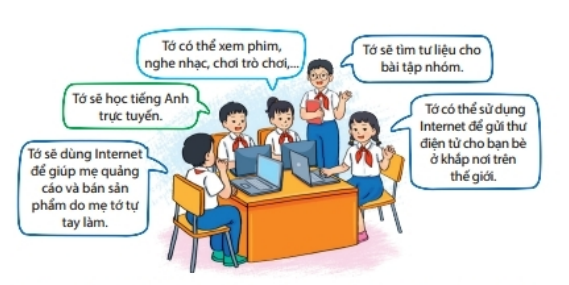 Tớ có thể xem phim,
nghe nhạc, chơi trò chơi,...
Tớ sẽ tìm tư liệu cho
bài tập nhóm.
Tớ sẽ học tiếng Anh
trực tuyến.
Tớ có thể sử dụng
Internet để gửi thư
điện tử cho bạn bè
ở khắp nơi trên
thế giới.
Tớ sẽ dùng Internet
để giúp mẹ quảng
cáo và bán sản
phẩm do mẹ tớ tự
tay làm.